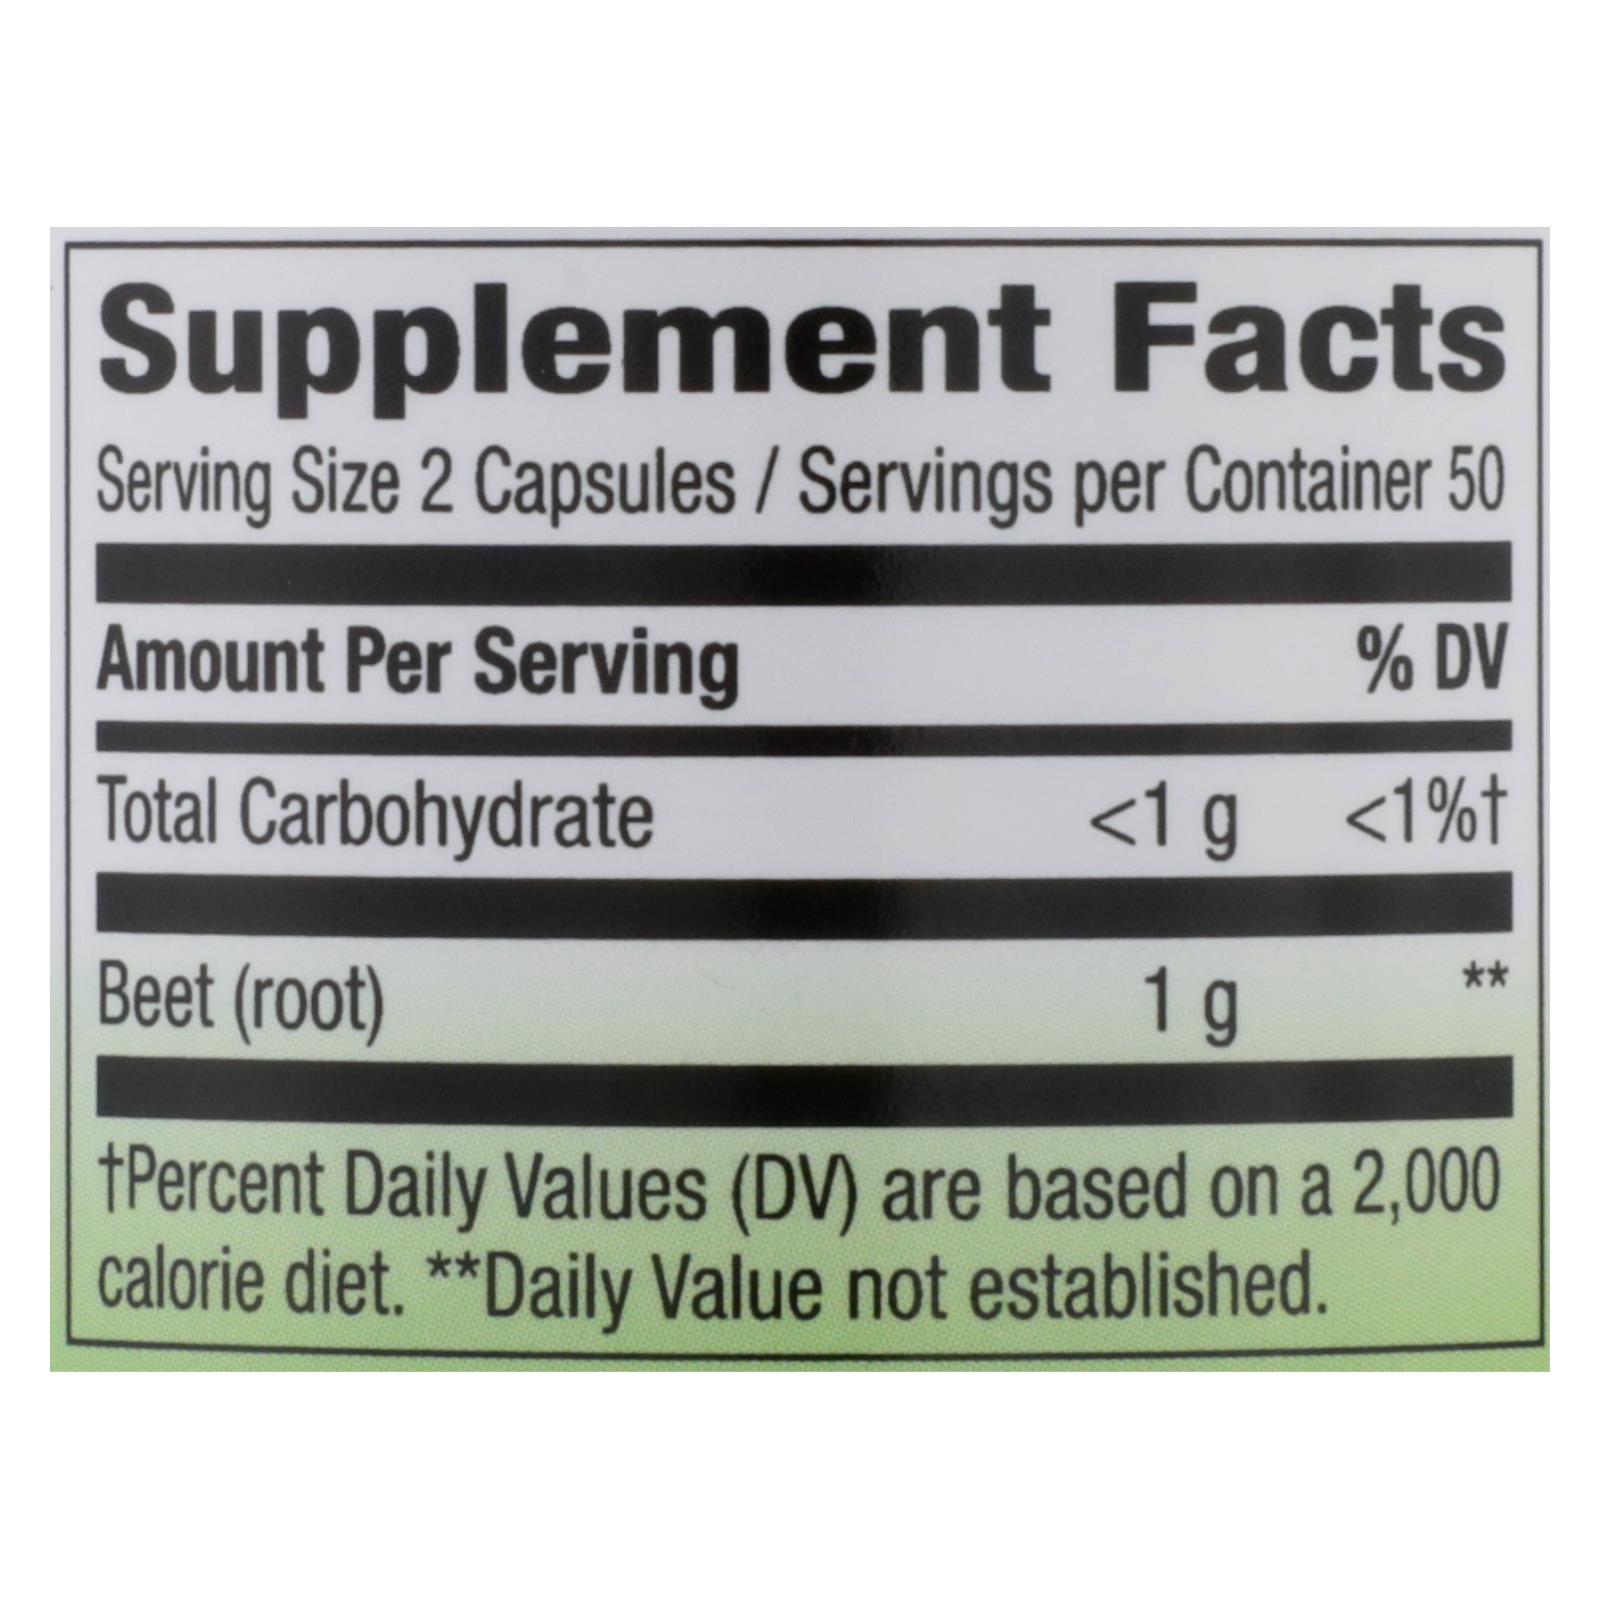 Supplement Facts
Serving Size 2 Capsules / Servings per Container 50
Amount Per Serving % DV
Total Carbohydrate <1 g <1%†
Beet (root) 1 g **
†Percent Daily Values (DV) are based on a 2,000
calorie diet. **Daily Value not established.